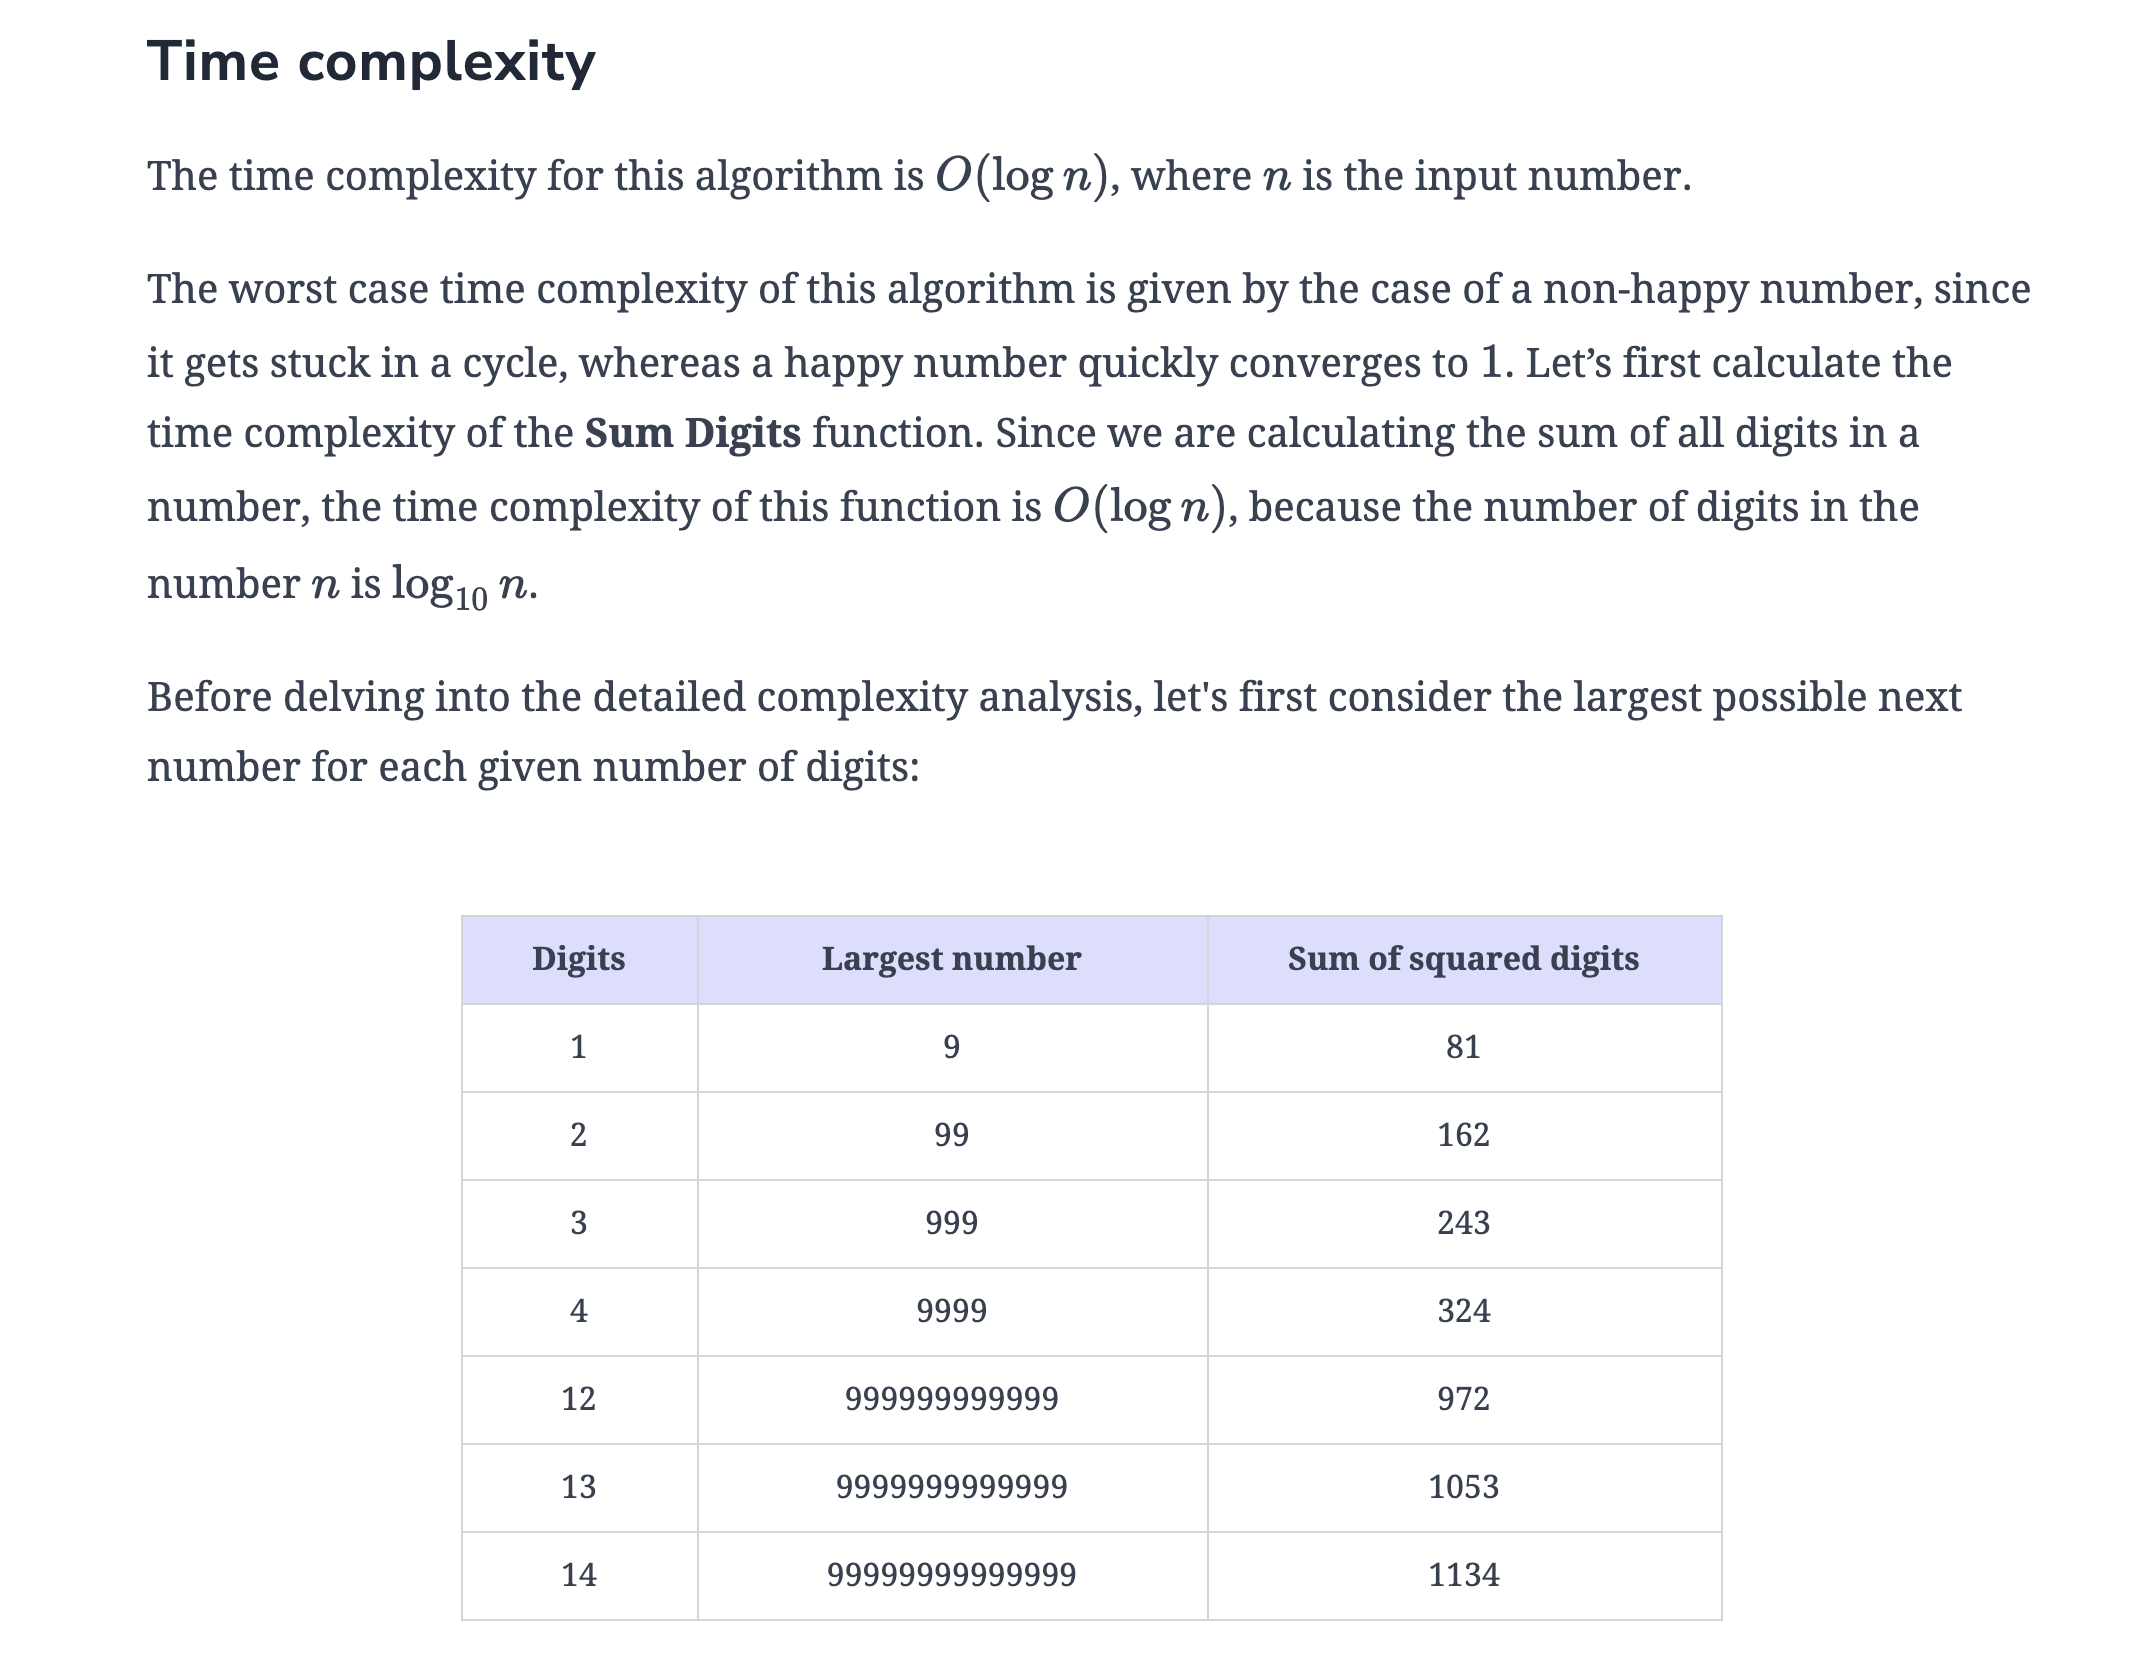 Time complexity
The time complexity for this algorithm is O(log n), where n is the input number.
The worst case time complexity of this algorithm is given by the case of a non-happy number, since
it gets stuck in a cycle, whereas a happy number quickly converges to 1. Let’s first calculate the
time complexity of the Sum Digits function. Since we are calculating the sum of all digits in a
number, the time complexity of this function is O(log n), because the number of digits in the
number n is log₁₀ n.
Before delving into the detailed complexity analysis, let's first consider the largest possible next
number for each given number of digits:
Digits Largest number Sum of squared digits
1 9 81
2 99 162
3 999 243
4 9999 324
12 999999999999 972
13 9999999999999 1053
14 99999999999999 1134